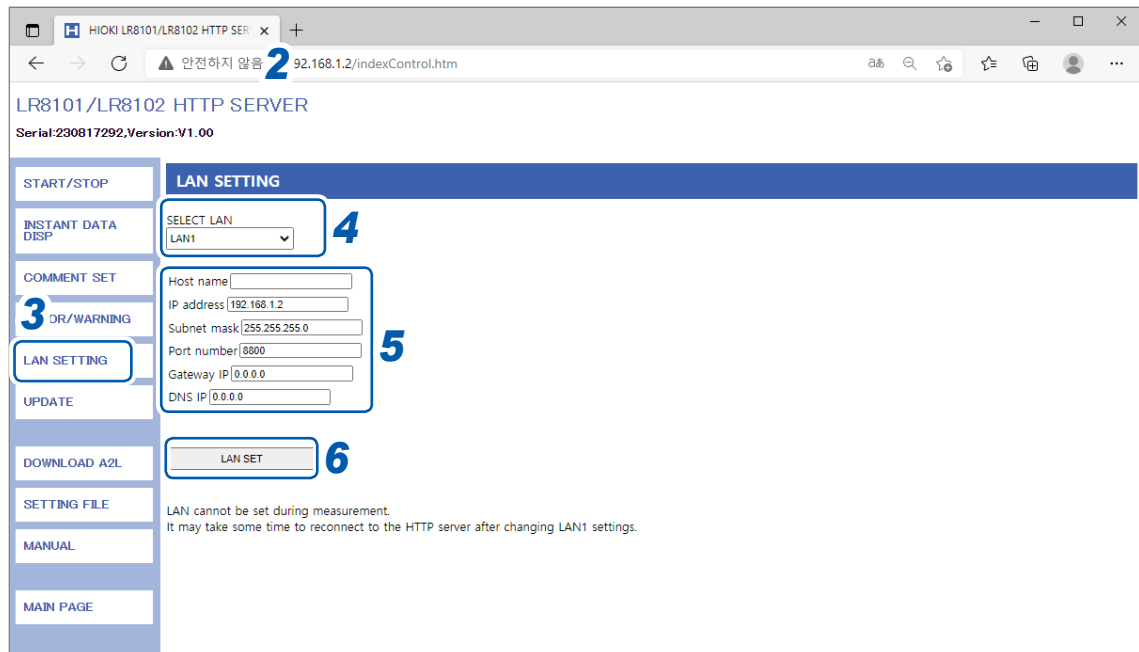 HIOKI LR8101/LR8102 HTTP SER
안전하지 않음
2
92.168.1.2/indexControl.htm
LR8101/LR8102 HTTP SERVER
Serial:230817292,Version:V1.00
START/STOP
INSTANT DATA
DISP
COMMENT SET
3
OR/WARNING
LAN SETTING
UPDATE
DOWNLOAD A2L
SETTING FILE
MANUAL
MAIN PAGE
LAN SETTING
SELECT LAN
LAN1
4
Host name
IP address 192.168.1.2
Subnet mask 255.255.255.0
Port number 8800
Gateway IP 0.0.0.0
DNS IP 0.0.0.0
5
LAN SET
6
LAN cannot be set during measurement.
It may take some time to reconnect to the HTTP server after changing LAN1 settings.